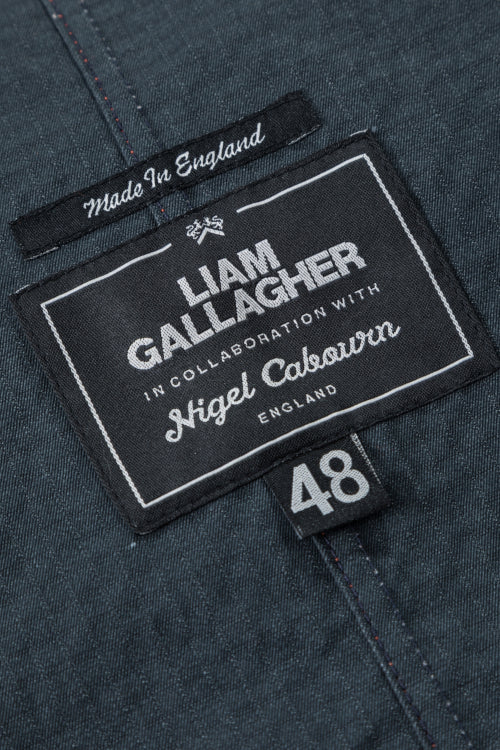 Made In England
LIAM
GALLAGHER
IN COLLABORATION WITH
Nigel Cabourn
ENGLAND
48